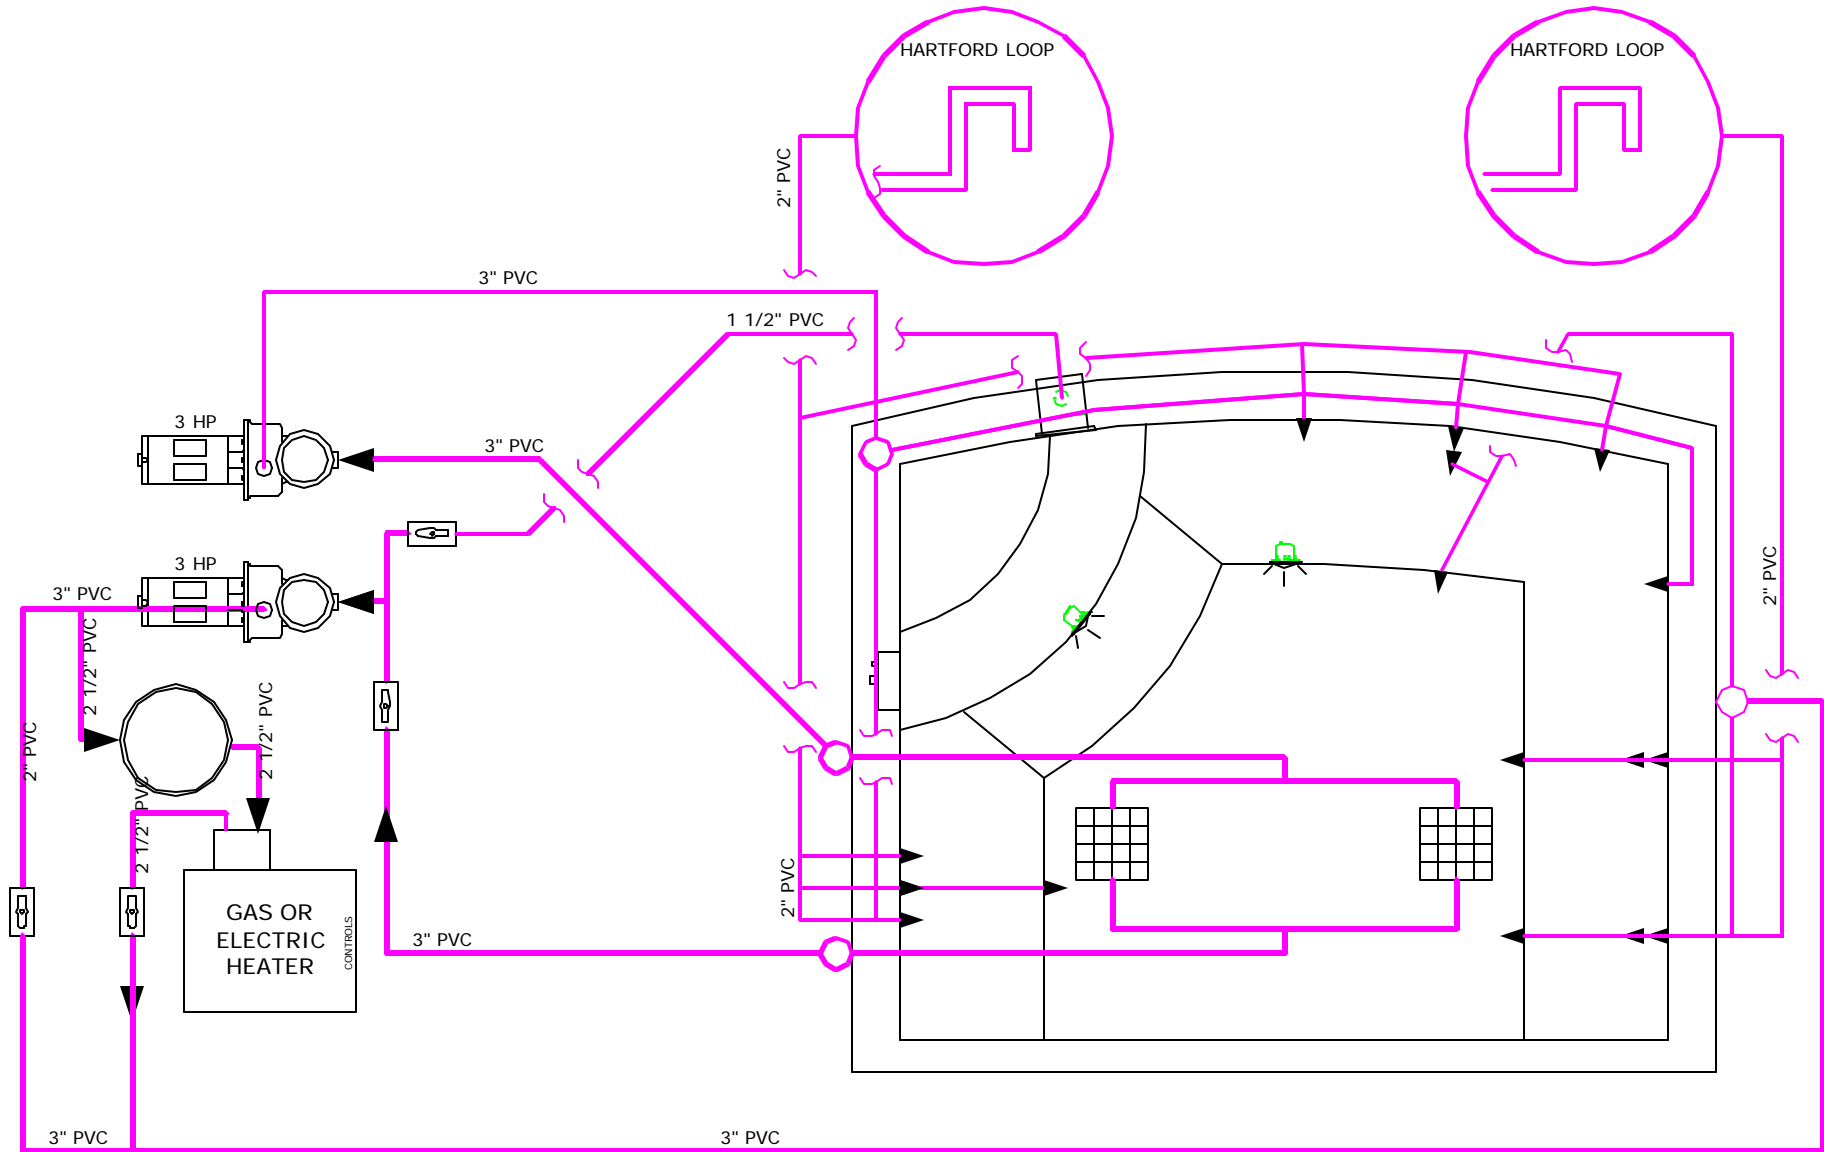 HARTFORD LOOP
HARTFORD LOOP
2" PVC
3" PVC
1 1/2" PVC
3 HP
3" PVC
3 HP
3" PVC
2 1/2" PVC
2" PVC
2 1/2" PVC
2" PVC
2 1/2" PVC
GAS OR
ELECTRIC
HEATER
CONTROLS
2" PVC
3" PVC
3" PVC
3" PVC